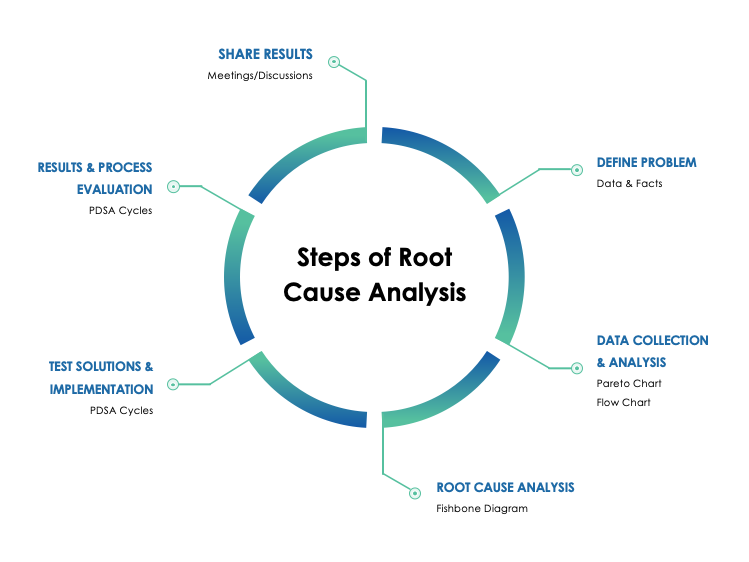 SHARE RESULTS
Meetings/Discussions
DEFINE PROBLEM
Data & Facts
RESULTS & PROCESS
EVALUATION
PDSA Cycles
Steps of Root
Cause Analysis
DATA COLLECTION
& ANALYSIS
Pareto Chart
Flow Chart
TEST SOLUTIONS &
IMPLEMENTATION
PDSA Cycles
ROOT CAUSE ANALYSIS
Fishbone Diagram